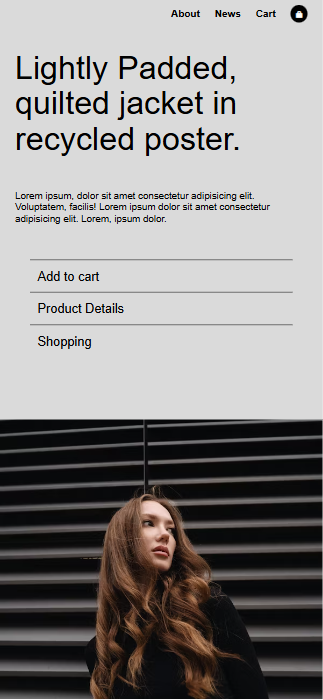 About News Cart
Lightly Padded,
quilted jacket in
recycled poster.
Lorem ipsum, dolor sit amet consectetur adipisicing elit.
Voluptatem, facilis! Lorem ipsum dolor sit amet consectetur
adipisicing elit. Lorem, ipsum dolor.
Add to cart
Product Details
Shopping